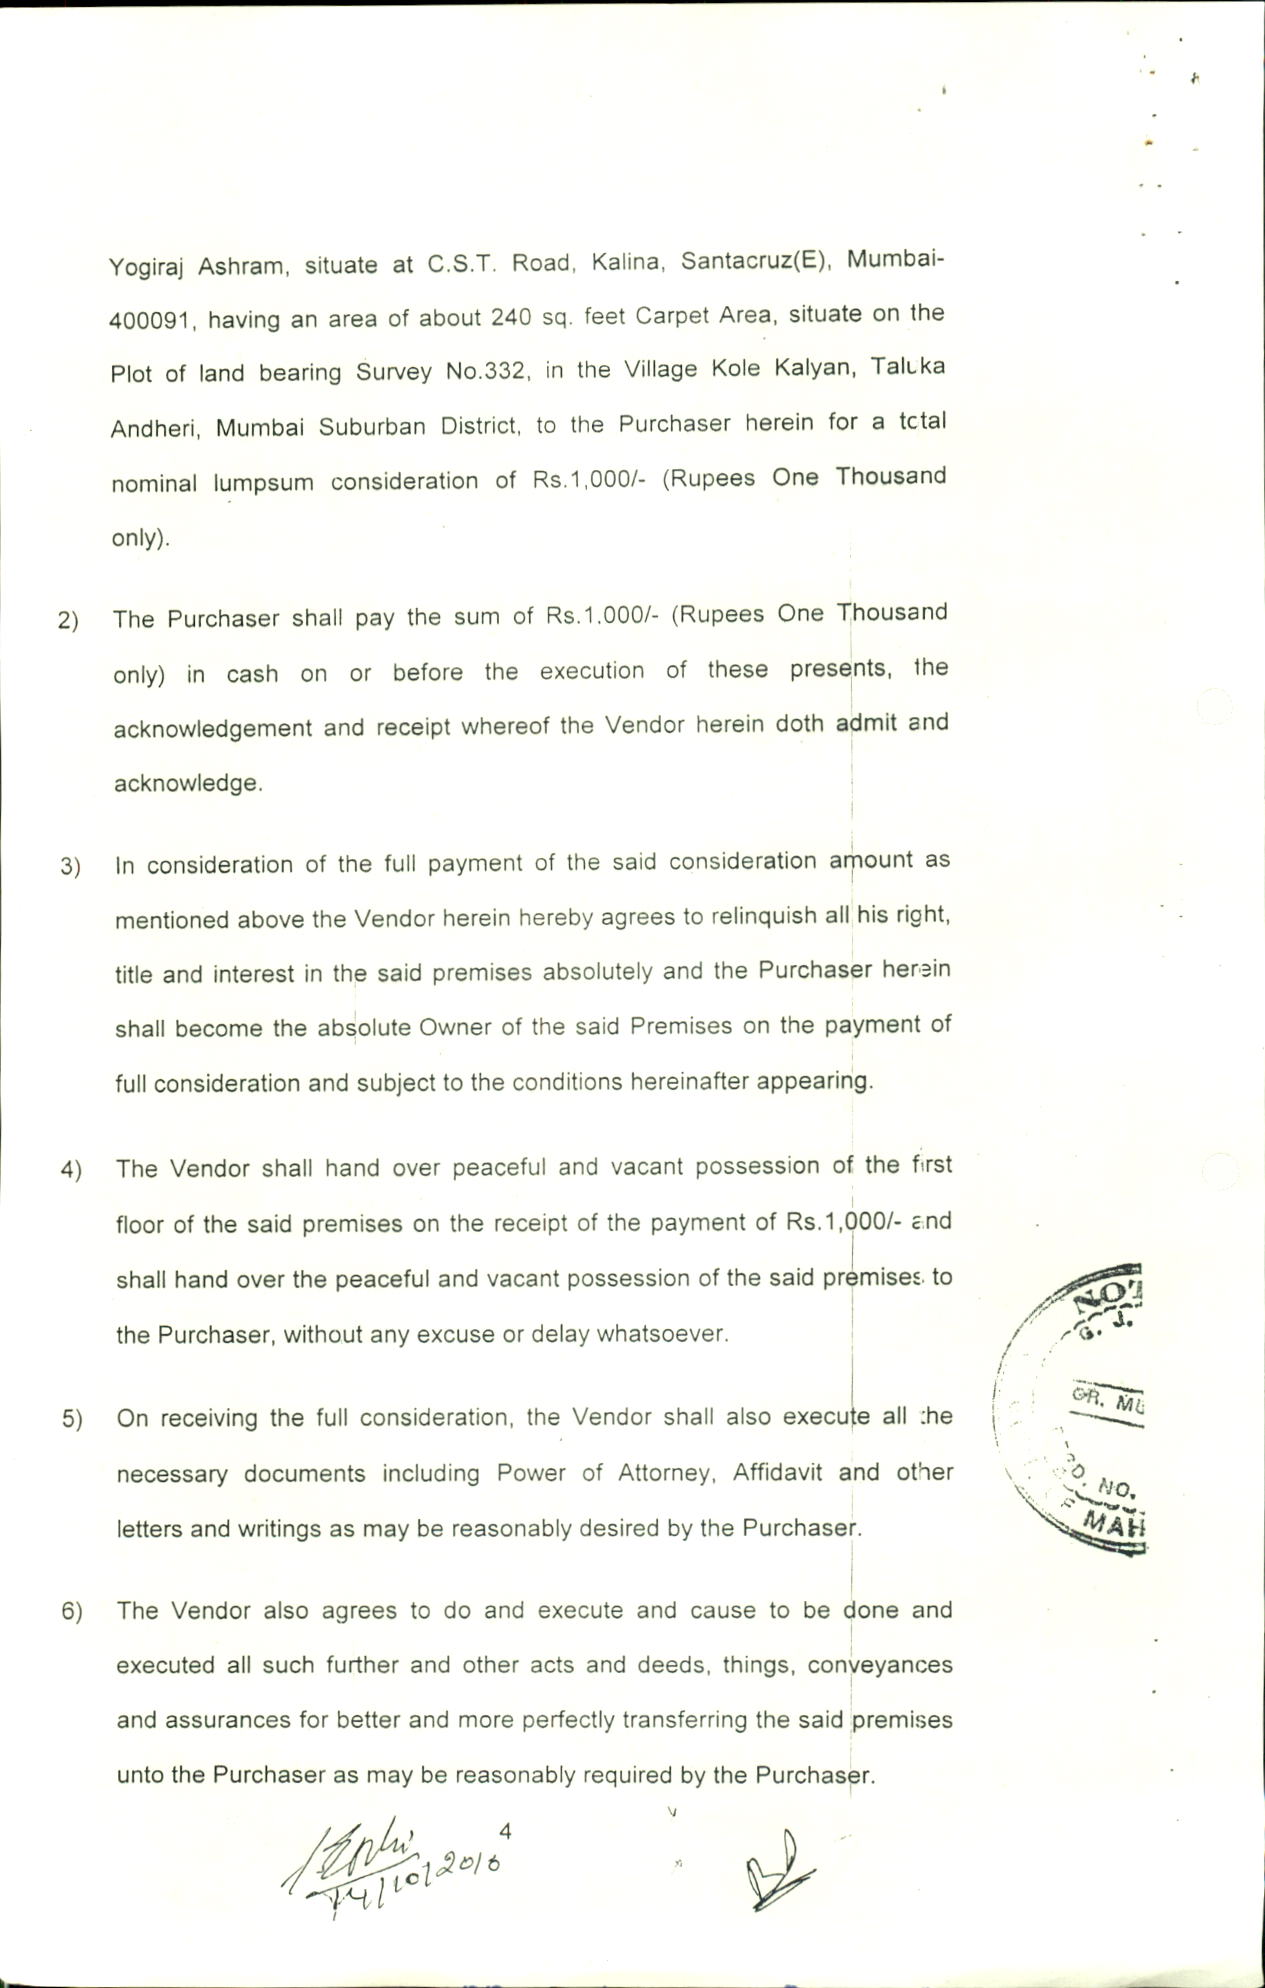 Yogiraj Ashram, situate at C.S.T. Road, Kalina, Santacruz(E), Mumbai-
400091, having an area of about 240 sq. feet Carpet Area, situate on the
Plot of land bearing Survey No.332, in the Village Kole Kalyan, Taluka
Andheri, Mumbai Suburban District, to the Purchaser herein for a total
nominal lumpsum consideration of Rs.1,000/- (Rupees One Thousand
only).
2) The Purchaser shall pay the sum of Rs.1.000/- (Rupees One Thousand
only) in cash on or before the execution of these presents, the
acknowledgement and receipt whereof the Vendor herein doth admit and
acknowledge.
3) In consideration of the full payment of the said consideration amount as
mentioned above the Vendor herein hereby agrees to relinquish all his right,
title and interest in the said premises absolutely and the Purchaser herein
shall become the absolute Owner of the said Premises on the payment of
full consideration and subject to the conditions hereinafter appearing.
4) The Vendor shall hand over peaceful and vacant possession of the first
floor of the said premises on the receipt of the payment of Rs.1,000/- and
shall hand over the peaceful and vacant possession of the said premises to
the Purchaser, without any excuse or delay whatsoever.
5) On receiving the full consideration, the Vendor shall also execute all the
necessary documents including Power of Attorney, Affidavit and other
letters and writings as may be reasonably desired by the Purchaser.
6) The Vendor also agrees to do and execute and cause to be done and
executed all such further and other acts and deeds, things, conveyances
and assurances for better and more perfectly transferring the said premises
unto the Purchaser as may be reasonably required by the Purchaser.
4
14/10/2010
NOT
G. J.
GR. MU
NO.
MAH